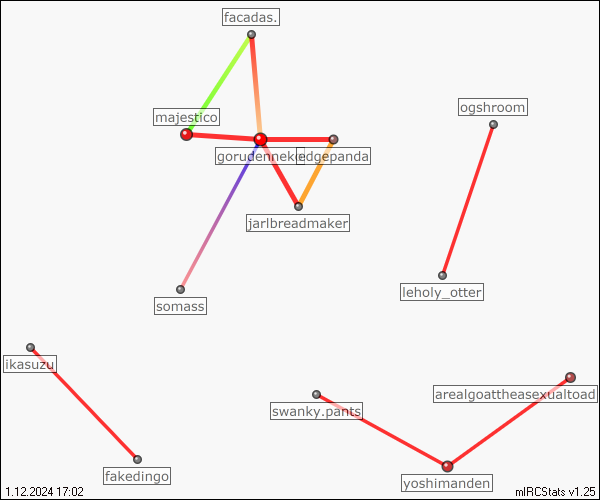 facadas.
majestico
ogshroom
edgepanda
jarlbreadmaker
leholy_otter
somass
ikasuzu
arealgoattheasexualtoad
swanky.pants
fakedingo
yoshimanden
1.12.2024 17:02
mIRCStats v1.25